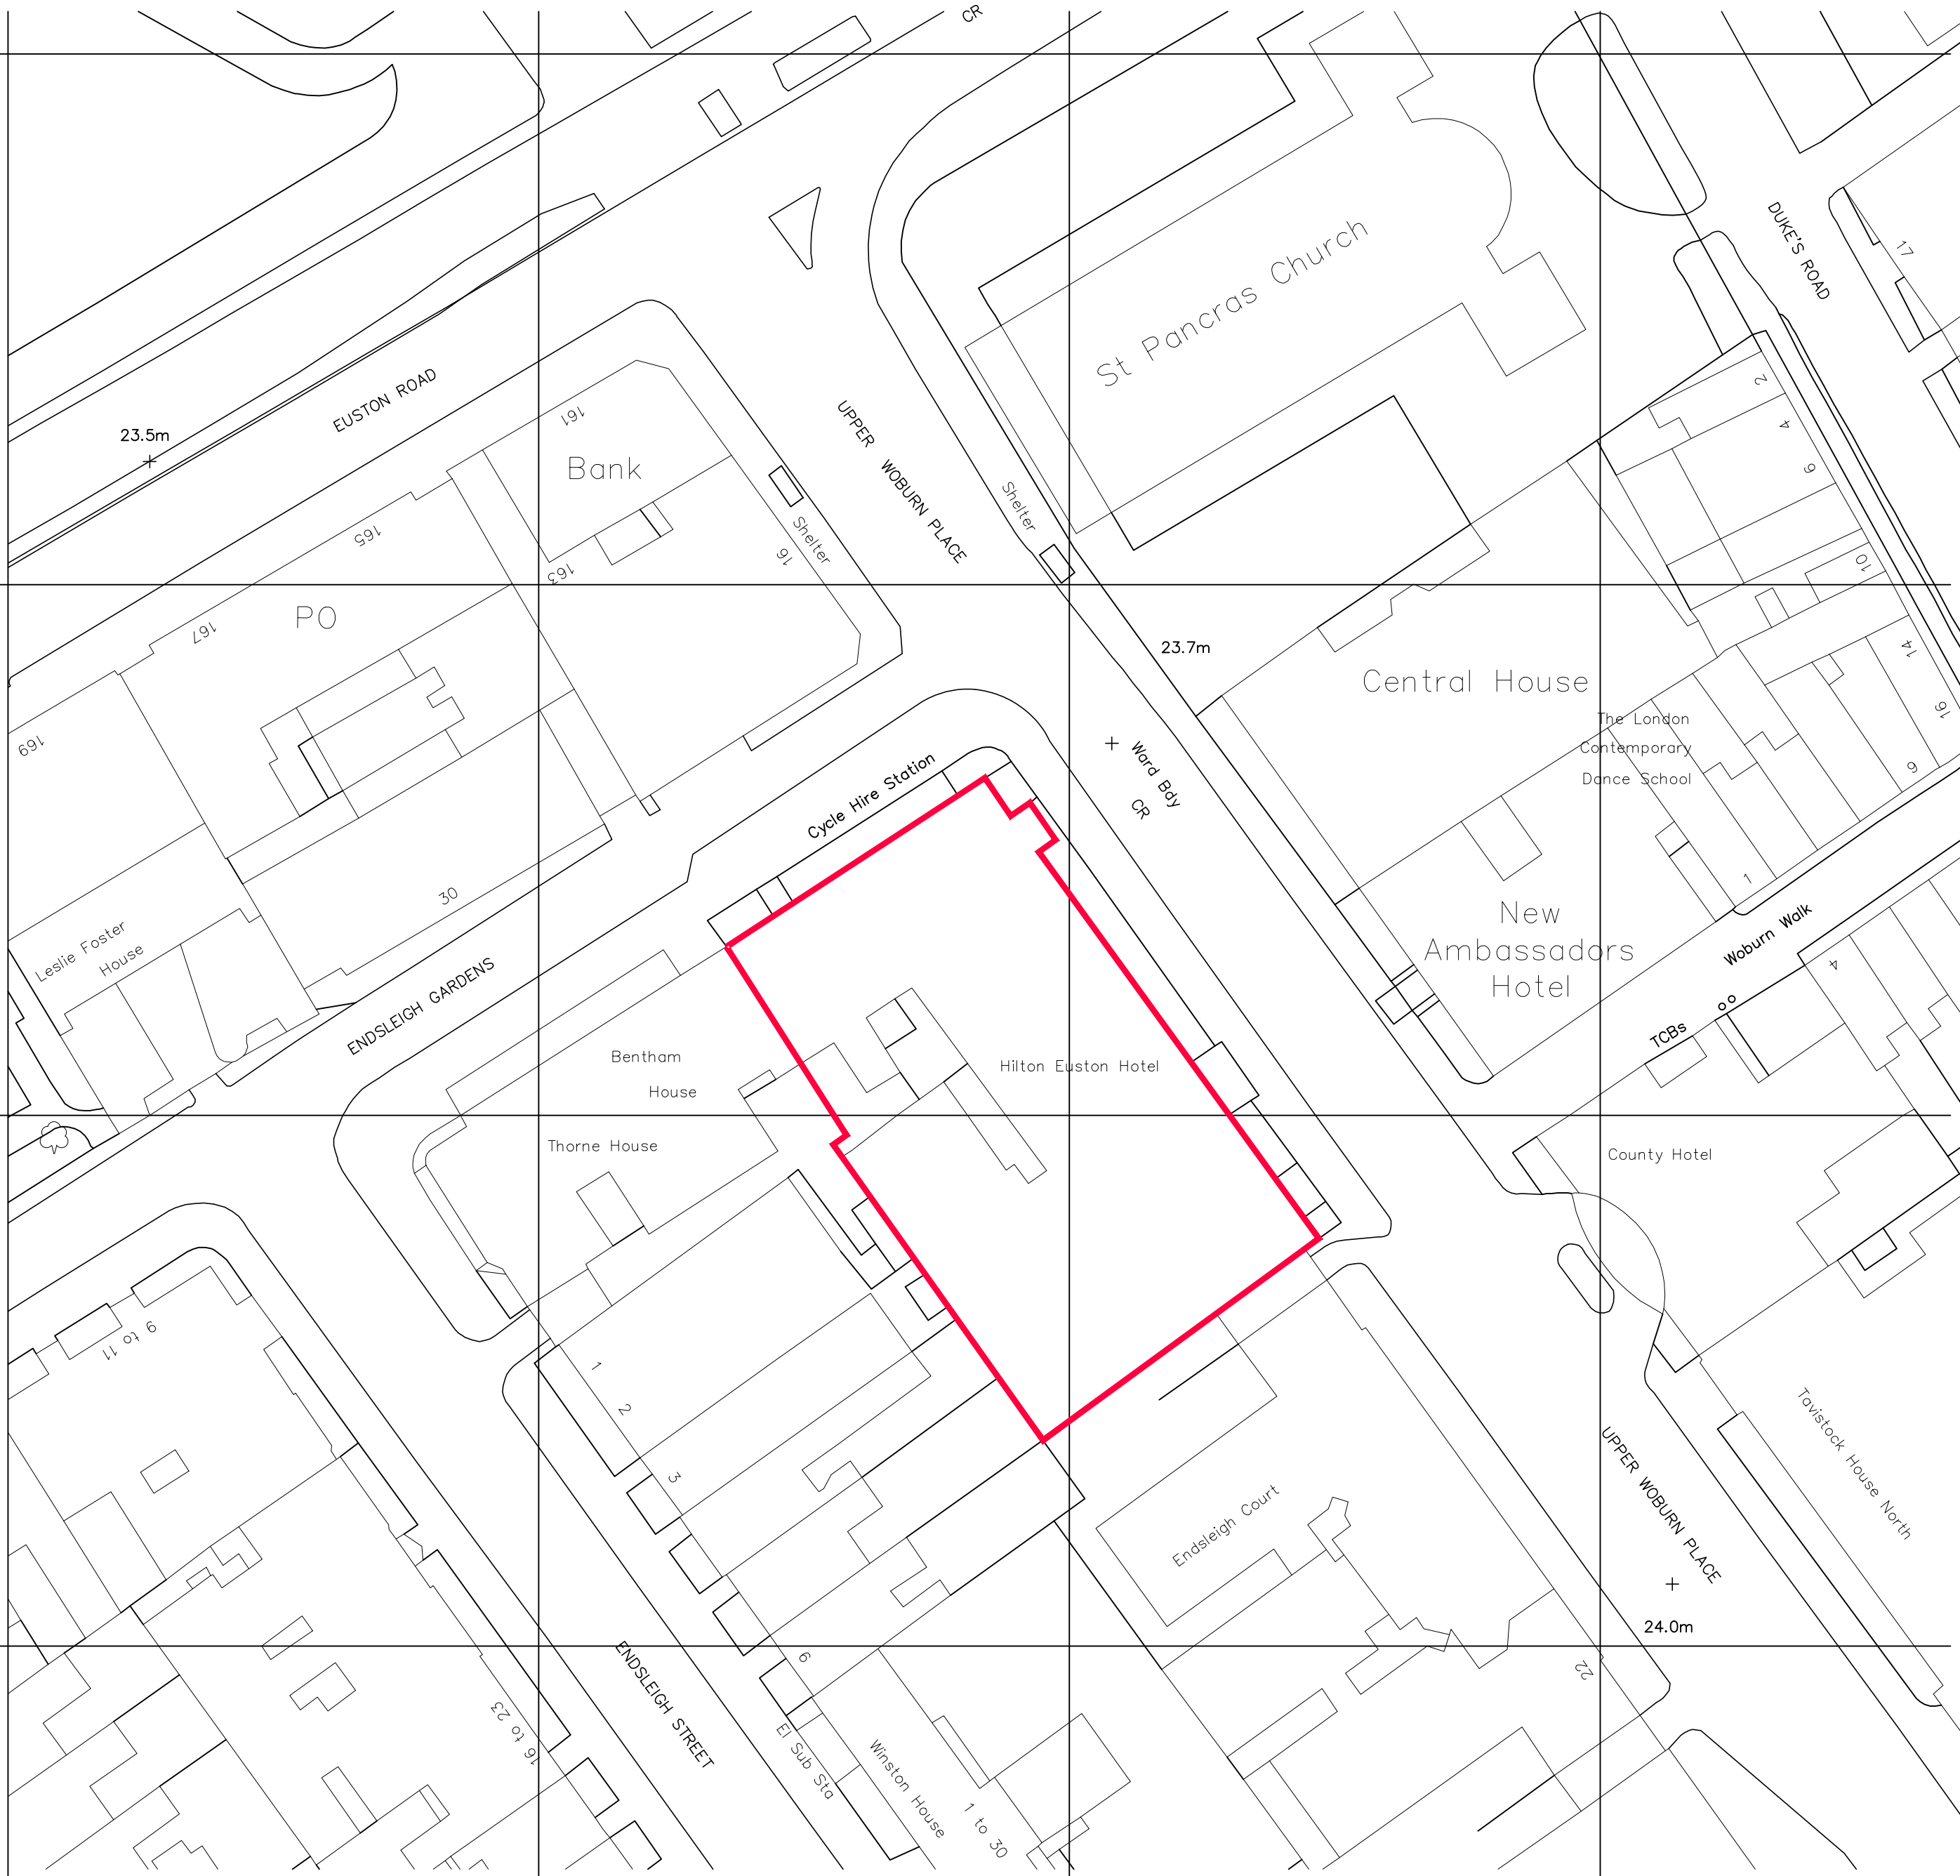 CR
DUKE'S ROAD
17
St Pancras Church
EUSTON ROAD
23.5m
161
Bank
UPPER WOBURN PLACE
Shelter
Shelter
16
165
163
167
PO
169
2
4
6
10
14
16
23.7m
Central House
The London
Contemporary
Dance School
9
1
Ward Bdy
CR
Cycle Hire Station
30
Leslie Foster
House
ENDSLEIGH GARDENS
New
Ambassadors
Hotel
Woburn Walk
4
TCBs
Bentham
House
Hilton Euston Hotel
Thorne House
County Hotel
9 to 11
1
2
3
Endsleigh Court
UPPER WOBURN PLACE
Tavistock House North
24.0m
22
6
ENDSLEIGH STREET
16 to 23
El Sub Sta
Winston House
1 to 30